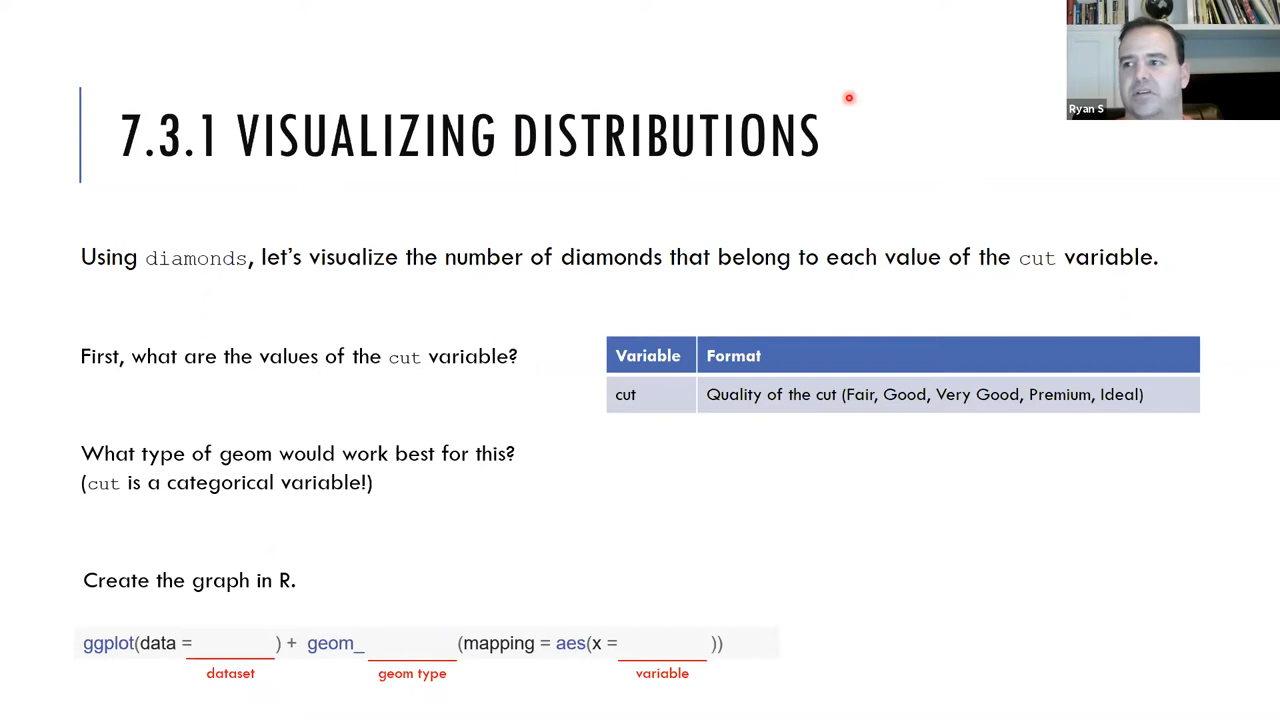 Ryan S
7.3.1 VISUALIZING DISTRIBUTIONS
Using diamonds, let's visualize the number of diamonds that belong to each value of the cut variable.
First, what are the values of the cut variable?
Variable Format
cut Quality of the cut (Fair, Good, Very Good, Premium, Ideal)
What type of geom would work best for this?
(cut is a categorical variable!)
Create the graph in R.
ggplot(data = ) + geom_ (mapping = aes(x = ))
dataset geom type variable